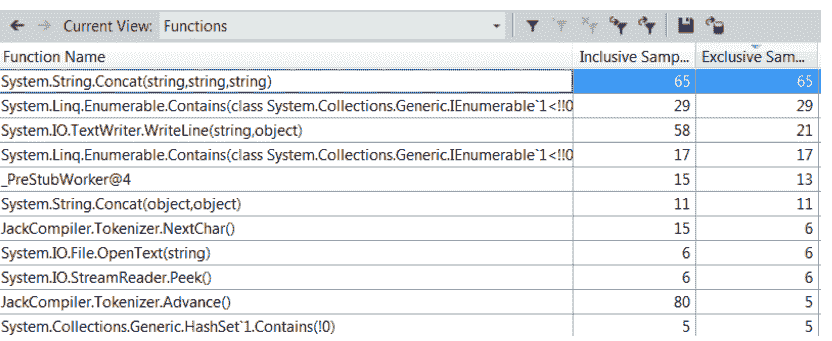 Current View: Functions
Function Name Inclusive Samp... Exclusive Sam...
System.String.Concat(string,string,string) 65 65
System.Linq.Enumerable.Contains(class System.Collections.Generic.IEnumerable`1<!!0 29 29
System.IO.TextWriter.WriteLine(string,object) 58 21
System.Linq.Enumerable.Contains(class System.Collections.Generic.IEnumerable`1<!!0 17 17
_PreStubWorker@4 15 13
System.String.Concat(object,object) 11 11
JackCompiler.Tokenizer.NextChar() 15 6
System.IO.File.OpenText(string) 6 6
System.IO.StreamReader.Peek() 6 6
JackCompiler.Tokenizer.Advance() 80 5
System.Collections.Generic.HashSet`1.Contains(!0) 5 5